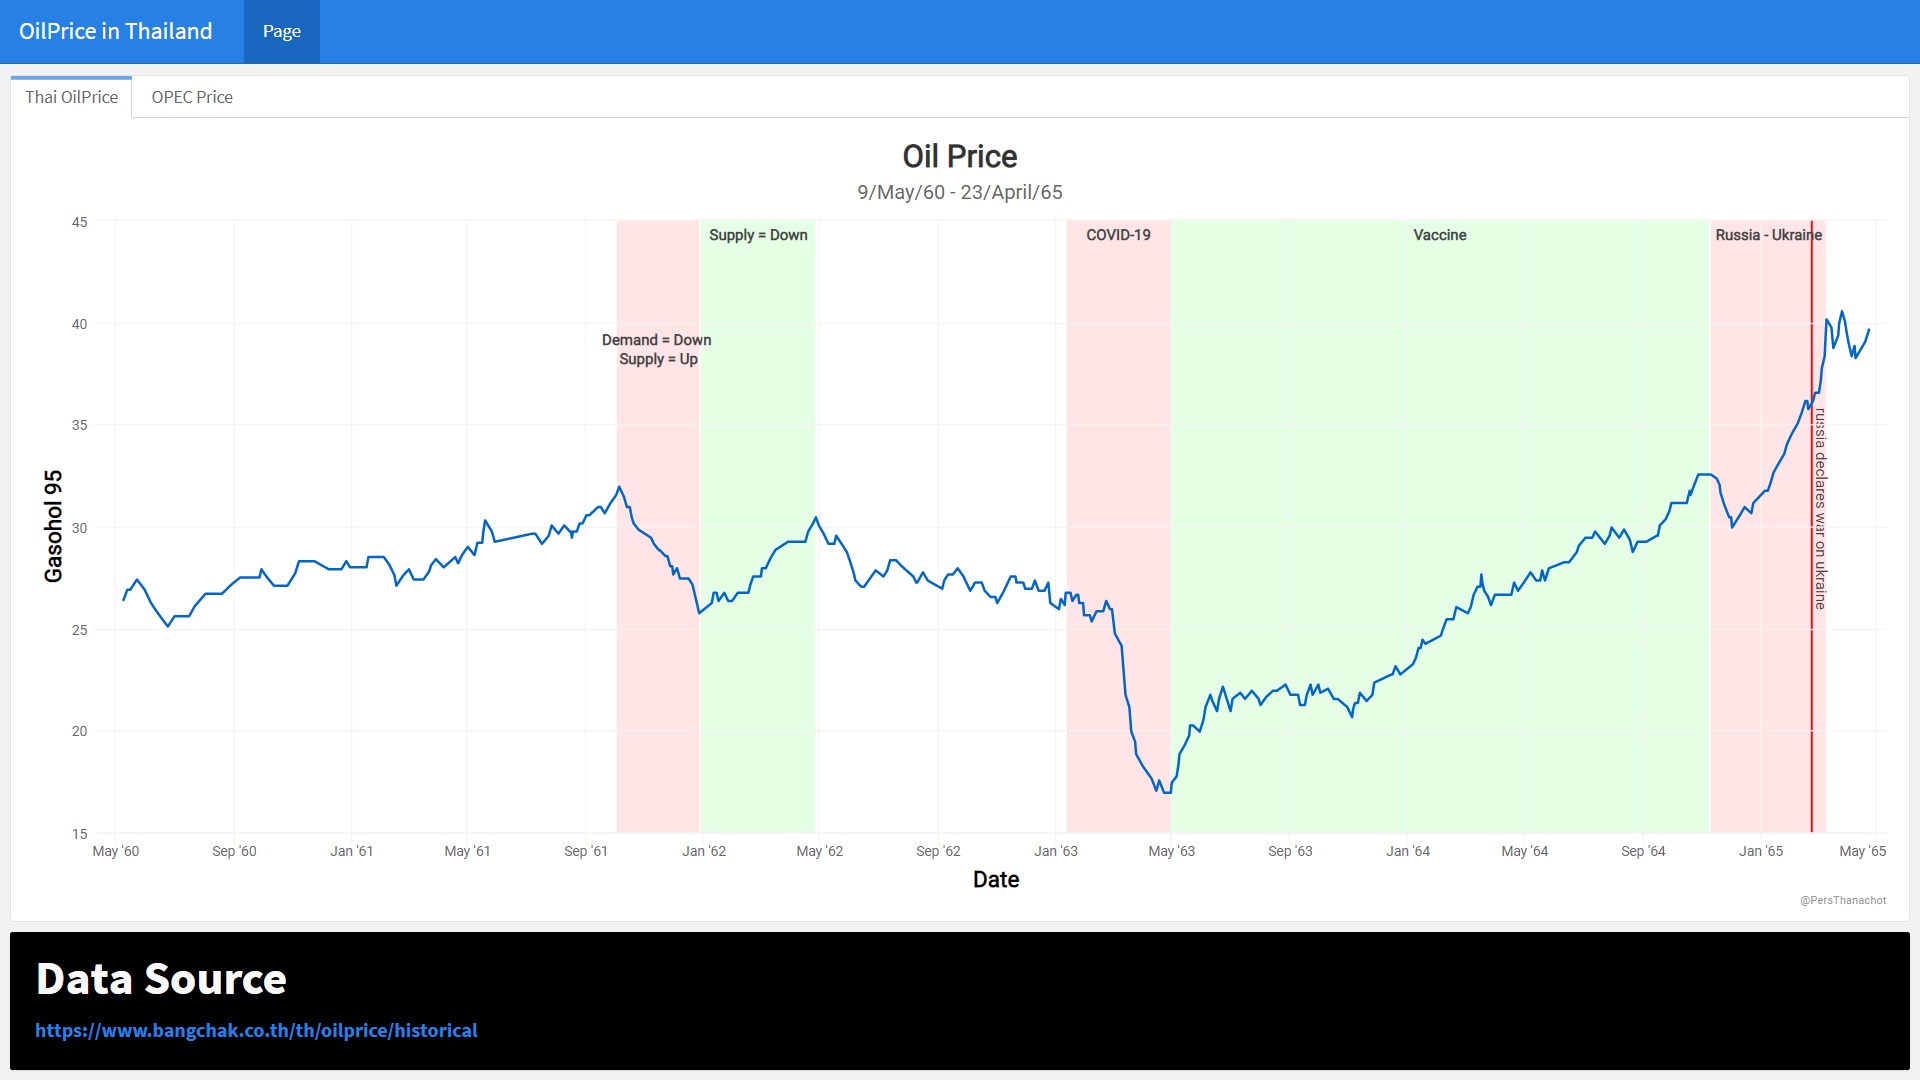 OilPrice in Thailand
Page
Thai OilPrice
OPEC Price
Oil Price
9/May/60 - 23/April/65
Gasohol 95
45
40
35
30
25
20
15
Demand = Down
Supply = Up
Supply = Down
COVID-19
Vaccine
Russia - Ukraine
russia declares war on ukraine
May '60
Sep '60
Jan '61
May '61
Sep '61
Jan '62
May '62
Sep '62
Jan '63
May '63
Sep '63
Jan '64
May '64
Sep '64
Jan '65
May '65
Date
@PersThanachot
Data Source
https://www.bangchak.co.th/th/oilprice/historical